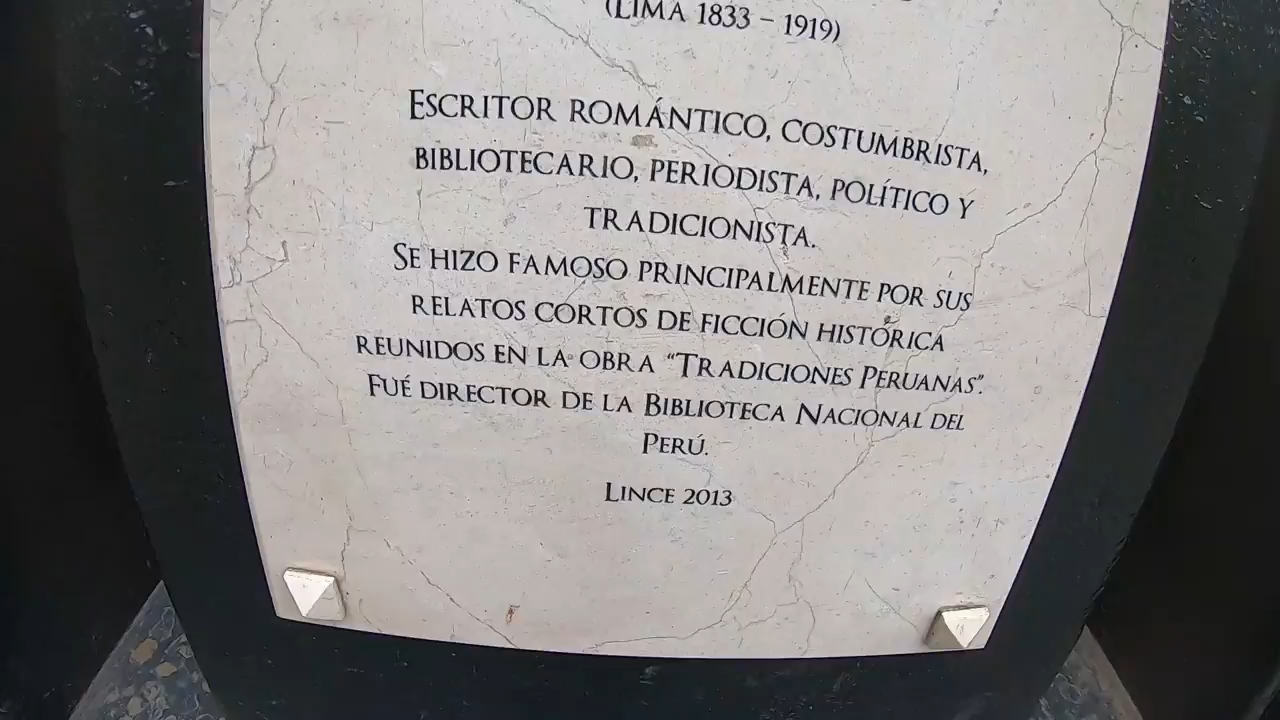 (LIMA 1833 – 1919)
ESCRITOR ROMÁNTICO, COSTUMBRISTA,
BIBLIOTECARIO, PERIODISTA, POLÍTICO Y
TRADICIONISTA.
SE HIZO FAMOSO PRINCIPALMENTE POR SUS
RELATOS CORTOS DE FICCIÓN HISTÓRICA
REUNIDOS EN LA OBRA “TRADICIONES PERUANAS”.
FUÉ DIRECTOR DE LA BIBLIOTECA NACIONAL DEL
PERÚ.
LINCE 2013